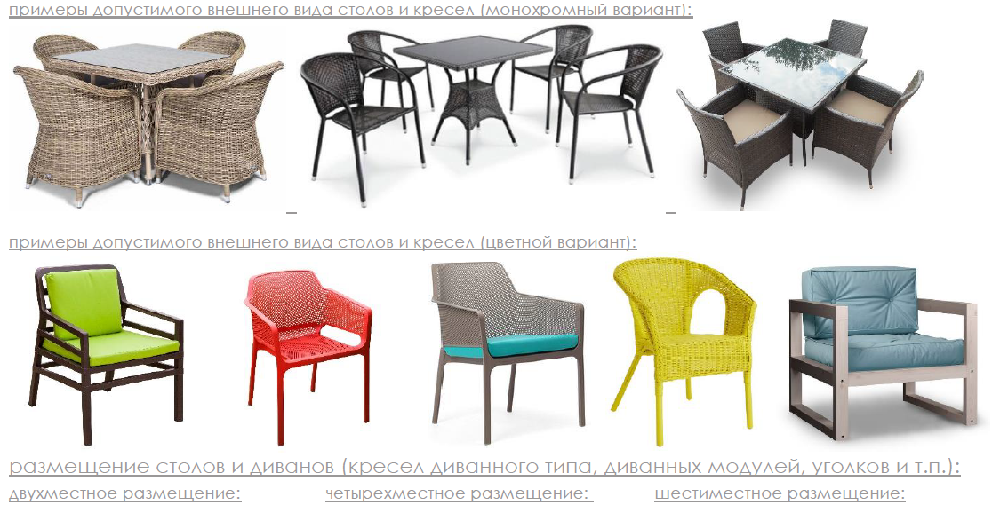 примеры допустимого внешнего вида столов и кресел (монохромный вариант):
примеры допустимого внешнего вида столов и кресел (цветной вариант):
размещение столов и диванов (кресел диванного типа, диванных модулей, уголков и т.п.):
двухместное размещение: четырехместное размещение: шестиместное размещение: